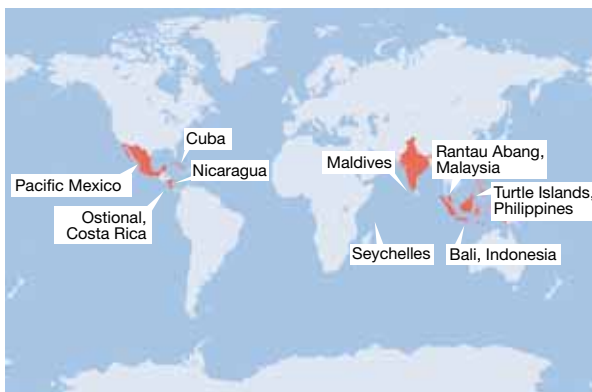 Cuba
Nicaragua
Pacific Mexico
Ostional,
Costa Rica
Maldives
Rantau Abang,
Malaysia
Turtle Islands,
Philippines
Seychelles
Bali, Indonesia